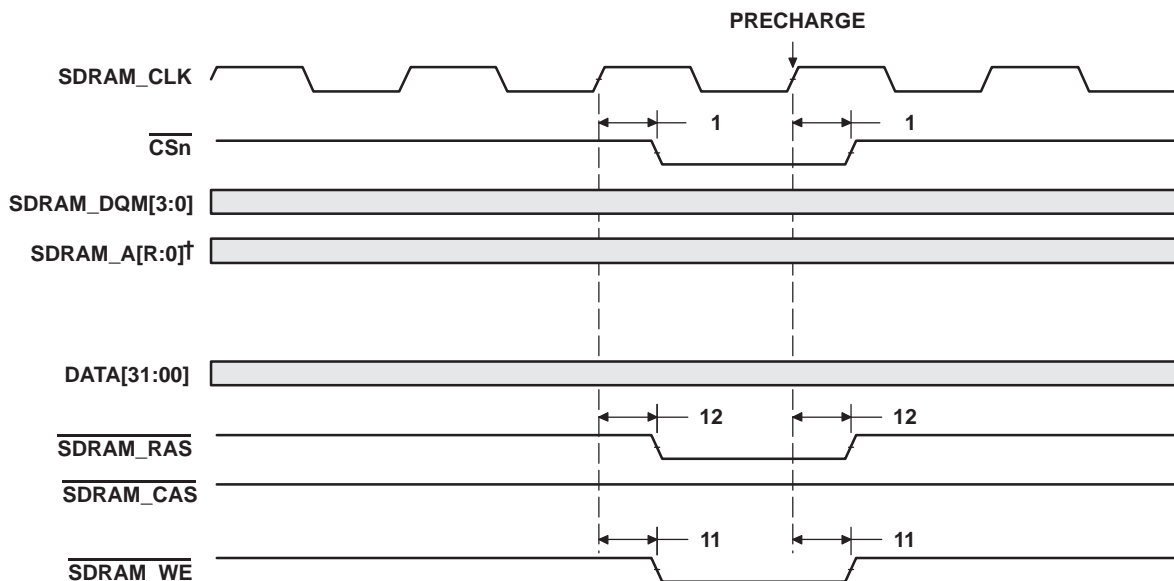 PRECHARGE
SDRAM_CLK
1 1
CSn
SDRAM_DQM[3:0]
SDRAM_A[R:0]†
DATA[31:00]
12 12
SDRAM_RAS
SDRAM_CAS
11 11
SDRAM_WE